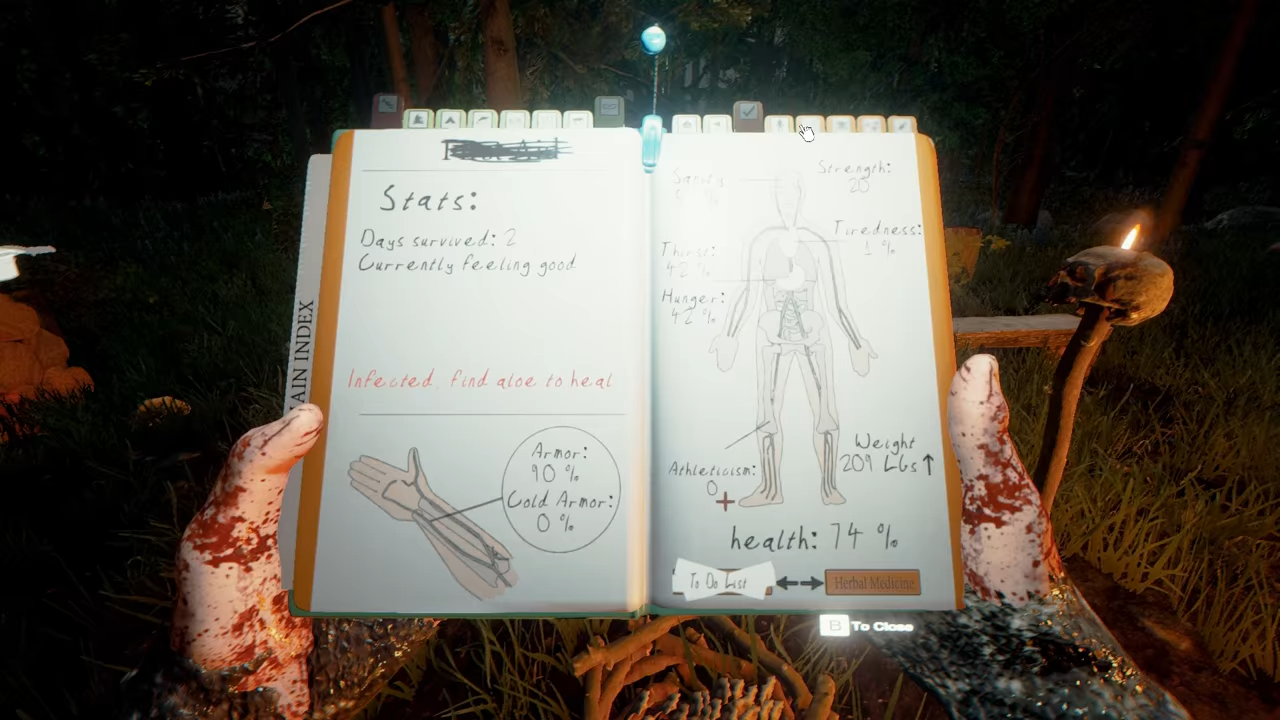 AIN INDEX
Stats:
Days survived: 2
Currently feeling good
Infected, find aloe to heal
Armor:
90 %
Cold Armor:
0 %
Sanity
%
Strength:
20
Tiredness:
1 %
Thirst:
42 %
Hunger:
42 %
Athleticism:
0
Weight
209 LBs
health: 74 %
To Do List
Herbal Medicine
B To Close